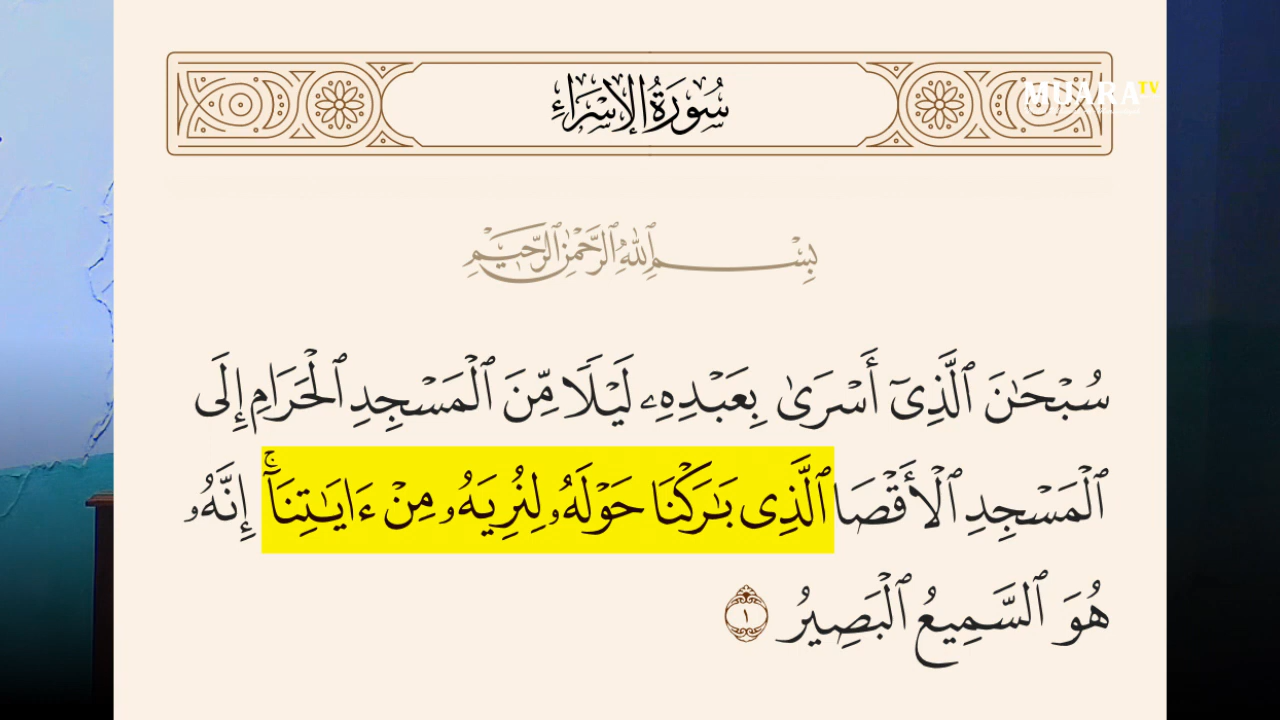 MUARA TV
سُورَةُ الإِسْرَاءِ
بِسْمِ ٱللَّهِ ٱلرَّحْمَٰنِ ٱلرَّحِيمِ
سُبْحَٰنَ ٱلَّذِىٓ أَسْرَىٰ بِعَبْدِهِۦ لَيْلًا مِّنَ ٱلْمَسْجِدِ ٱلْحَرَامِ إِلَى
ٱلْمَسْجِدِ ٱلْأَقْصَا ٱلَّذِى بَٰرَكْنَا حَوْلَهُۥ لِنُرِيَهُۥ مِنْ ءَايَٰتِنَآ ۚ إِنَّهُۥ
هُوَ ٱلسَّمِيعُ ٱلْبَصِيرُ ١